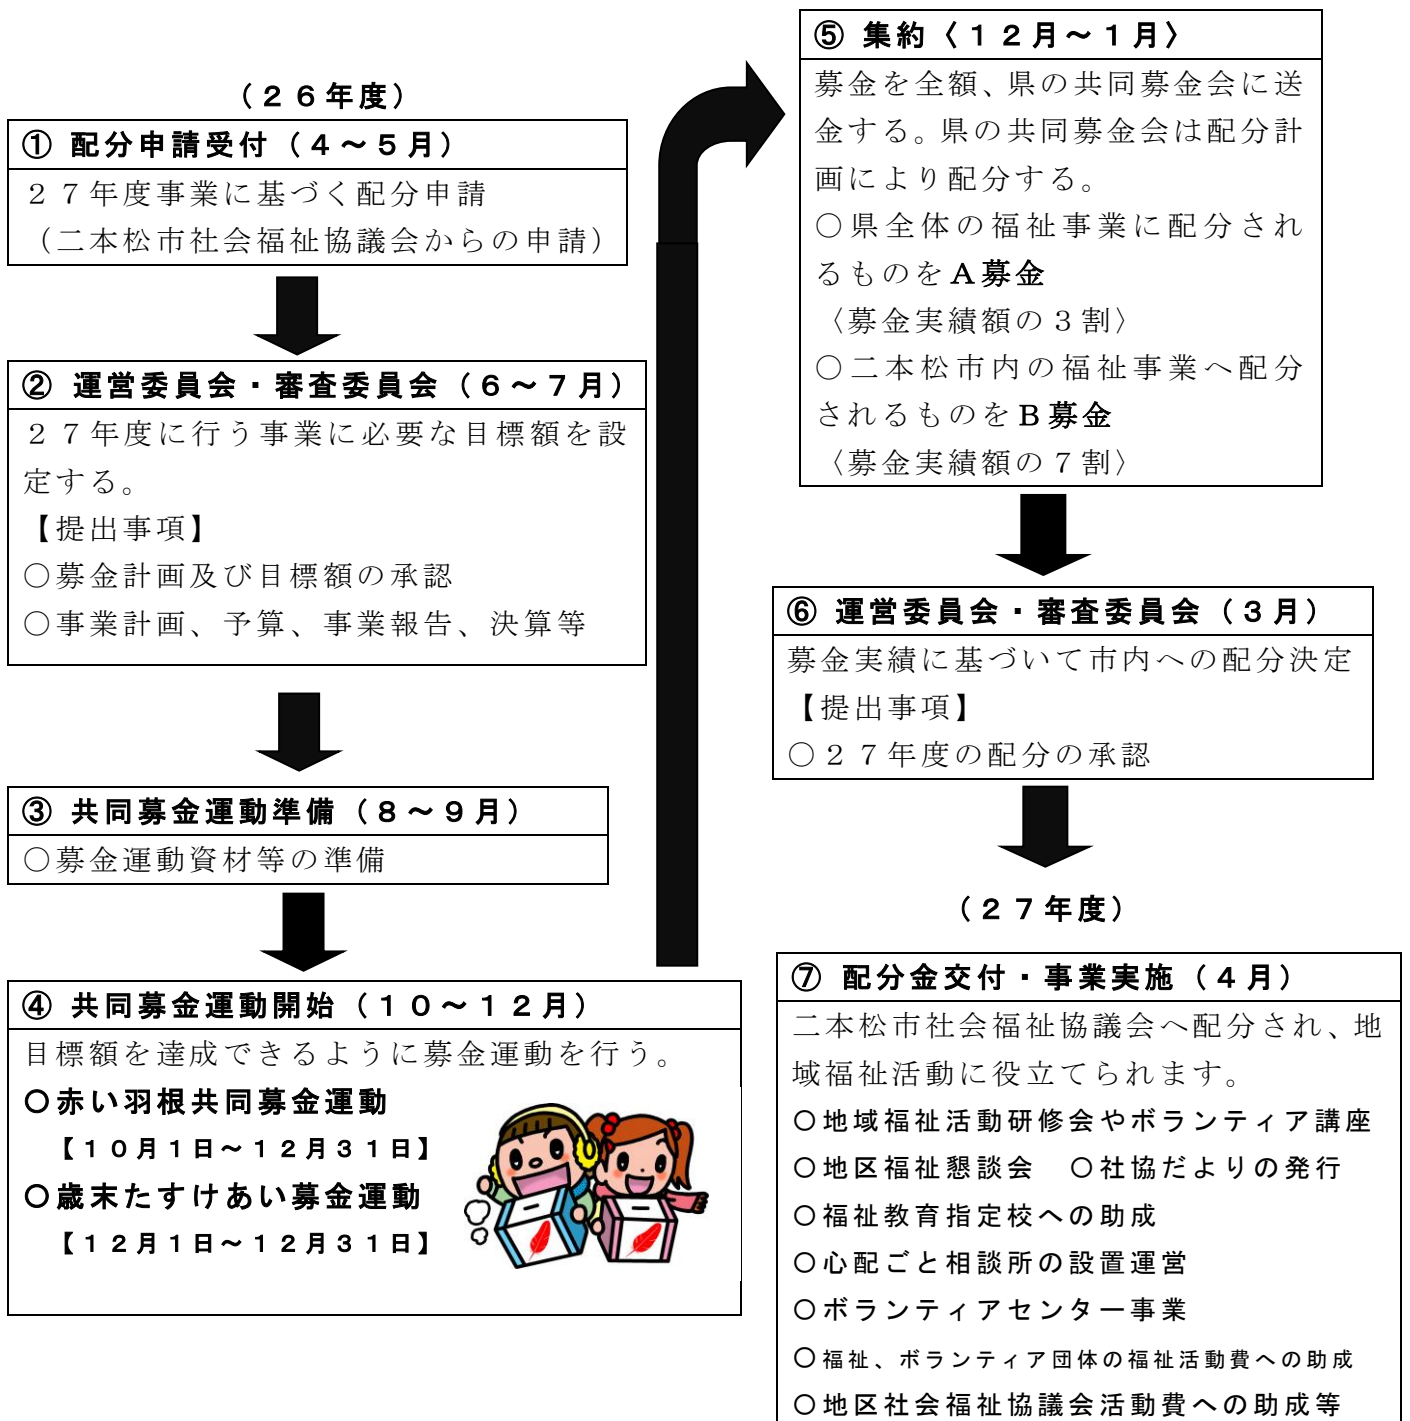 （２６年度）
① 配分申請受付（４～５月）
２７年度事業に基づく配分申請
（二本松市社会福祉協議会からの申請）
② 運営委員会・審査委員会（６～７月）
２７年度に行う事業に必要な目標額を設
定する。
【提出事項】
○募金計画及び目標額の承認
○事業計画、予算、事業報告、決算等
③ 共同募金運動準備（８～９月）
○募金運動資材等の準備
④ 共同募金運動開始（１０～１２月）
目標額を達成できるように募金運動を行う。
○赤い羽根共同募金運動
【１０月１日～１２月３１日】
○歳末たすけあい募金運動
【１２月１日～１２月３１日】
⑤ 集約〈１２月～１月〉
募金を全額、県の共同募金会に送
金する。県の共同募金会は配分計
画により配分する。
○県全体の福祉事業に配分され
るものをＡ募金
〈募金実績額の３割〉
○二本松市内の福祉事業へ配分
されるものをＢ募金
〈募金実績額の７割〉
⑥ 運営委員会・審査委員会（３月）
募金実績に基づいて市内への配分決定
【提出事項】
○２７年度の配分の承認
（２７年度）
⑦ 配分金交付・事業実施（４月）
二本松市社会福祉協議会へ配分され、地
域福祉活動に役立てられます。
○地域福祉活動研修会やボランティア講座
○地区福祉懇談会　○社協だよりの発行
○福祉教育指定校への助成
○心配ごと相談所の設置運営
○ボランティアセンター事業
○福祉、ボランティア団体の福祉活動費への助成
○地区社会福祉協議会活動費への助成等